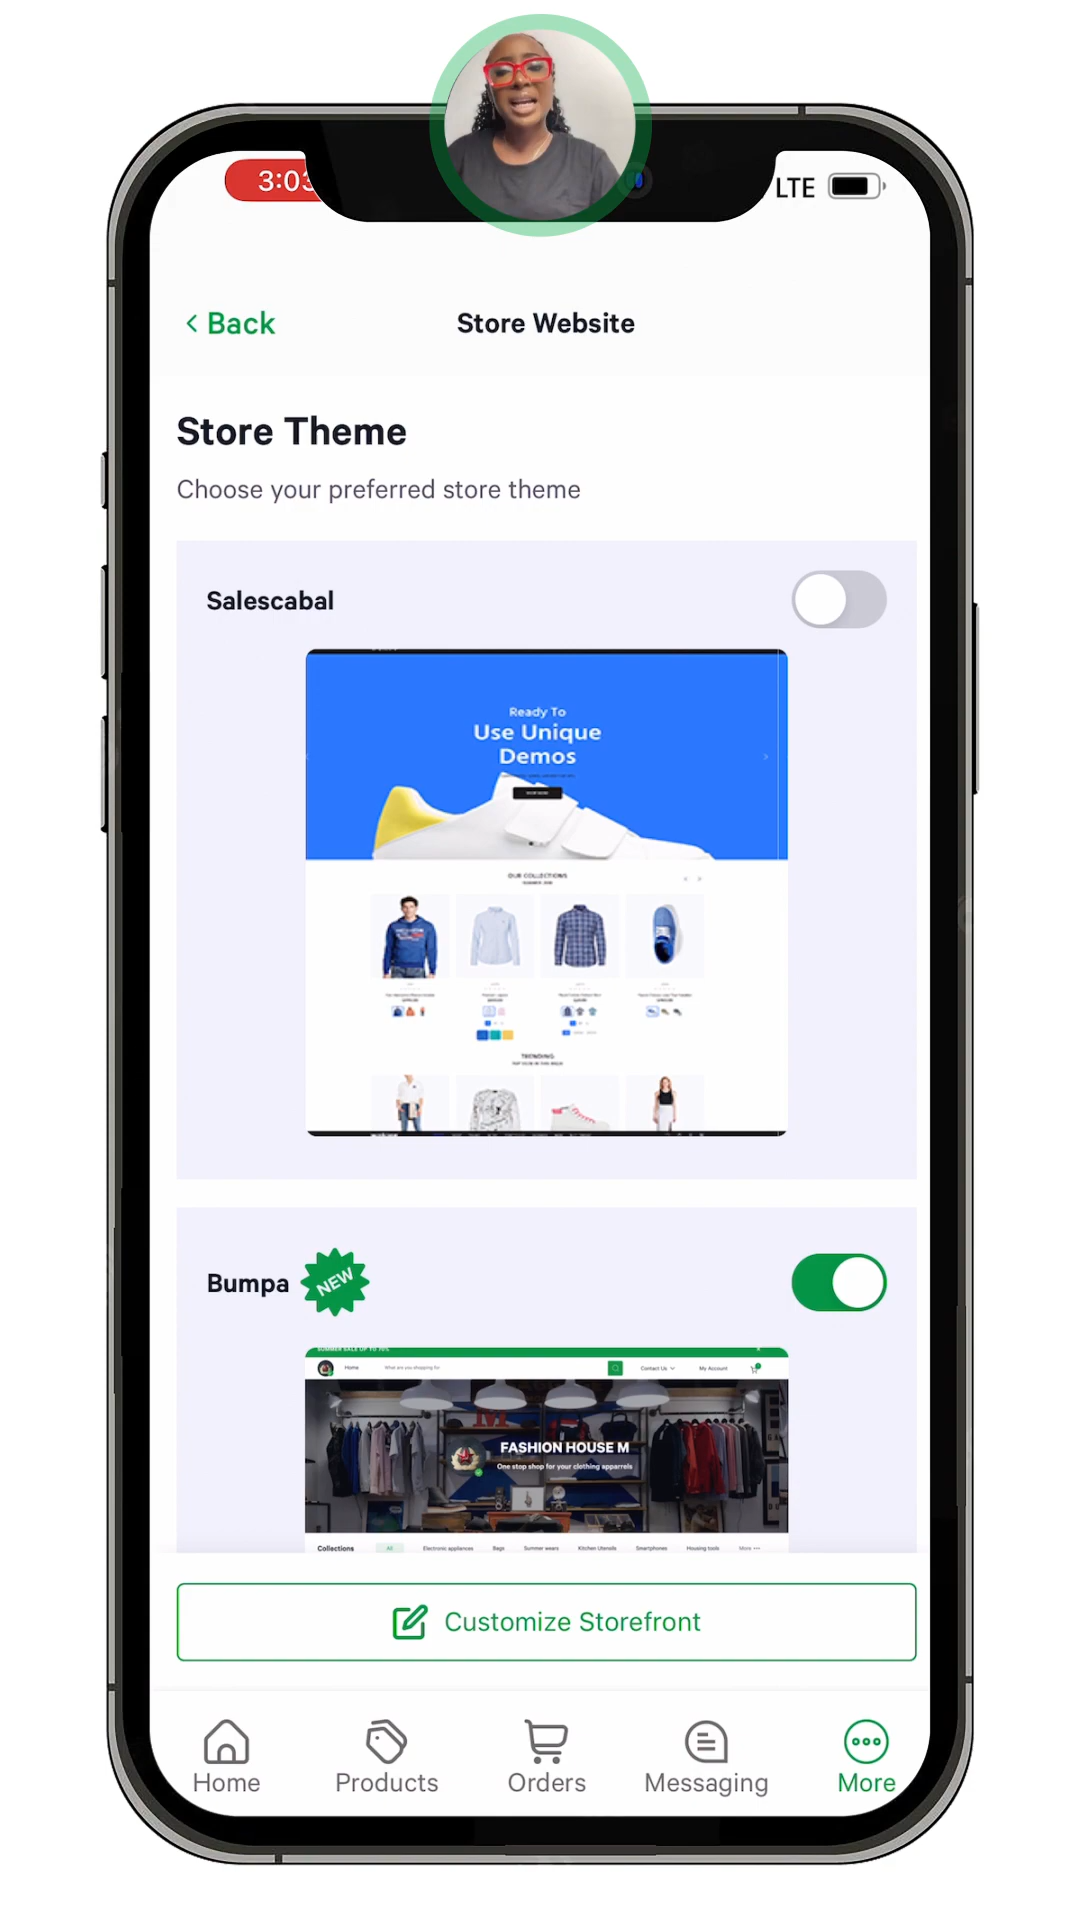 3:03
LTE
Back
Store Website
Store Theme
Choose your preferred store theme
Salescabal
Ready To
Use Unique
Demos
OUR COLLECTIONS
TRENDING
Bumpa NEW
SUMMER SALE UP TO 70%
Home What are you shopping for Contact Us My Account
FASHION HOUSE M
One stop shop for your clothing apparels
Collections All Electronic appliances Bags Summer wears Kitchen Utensils Smartphones Housing tools More
Customize Storefront
Home Products Orders Messaging More